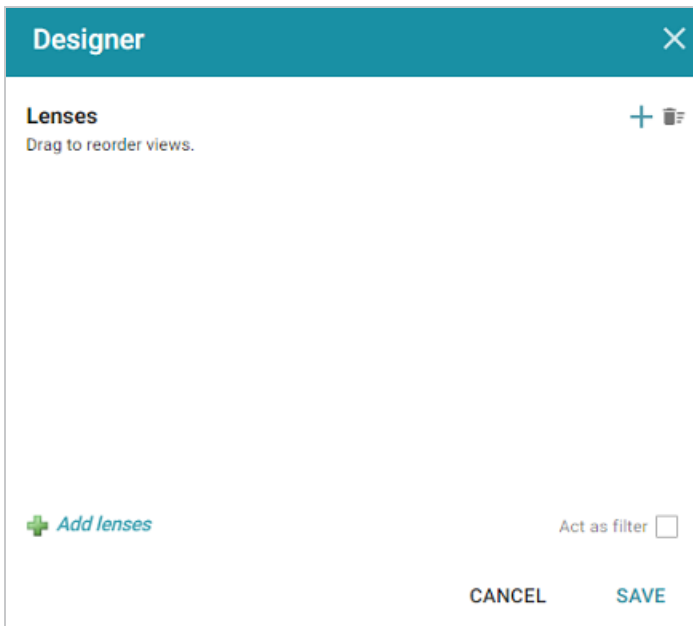 Designer
Lenses
Drag to reorder views.
Add lenses
Act as filter
CANCEL SAVE